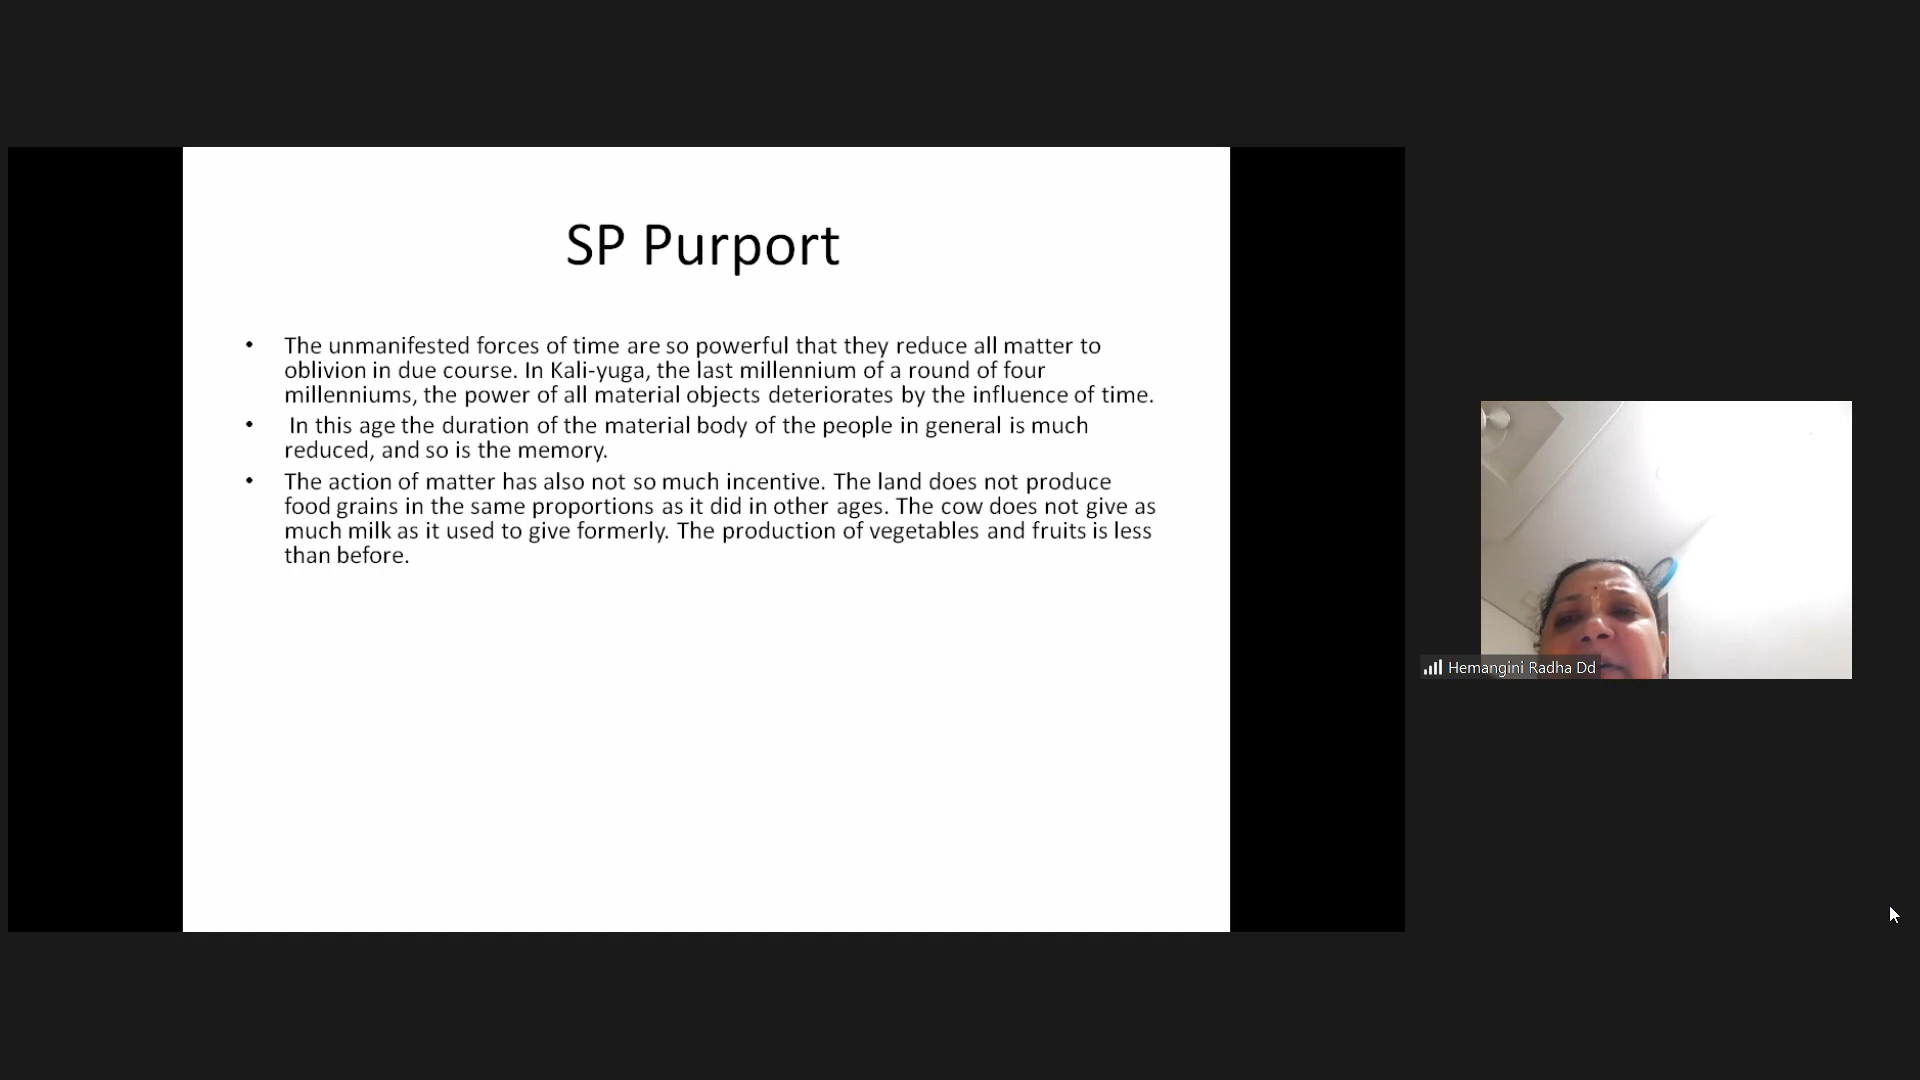 SP Purport
• The unmanifested forces of time are so powerful that they reduce all matter to
oblivion in due course. In Kali-yuga, the last millennium of a round of four
millenniums, the power of all material objects deteriorates by the influence of time.
• In this age the duration of the material body of the people in general is much
reduced, and so is the memory.
• The action of matter has also not so much incentive. The land does not produce
food grains in the same proportions as it did in other ages. The cow does not give as
much milk as it used to give formerly. The production of vegetables and fruits is less
than before.
Hemangini Radha Dd